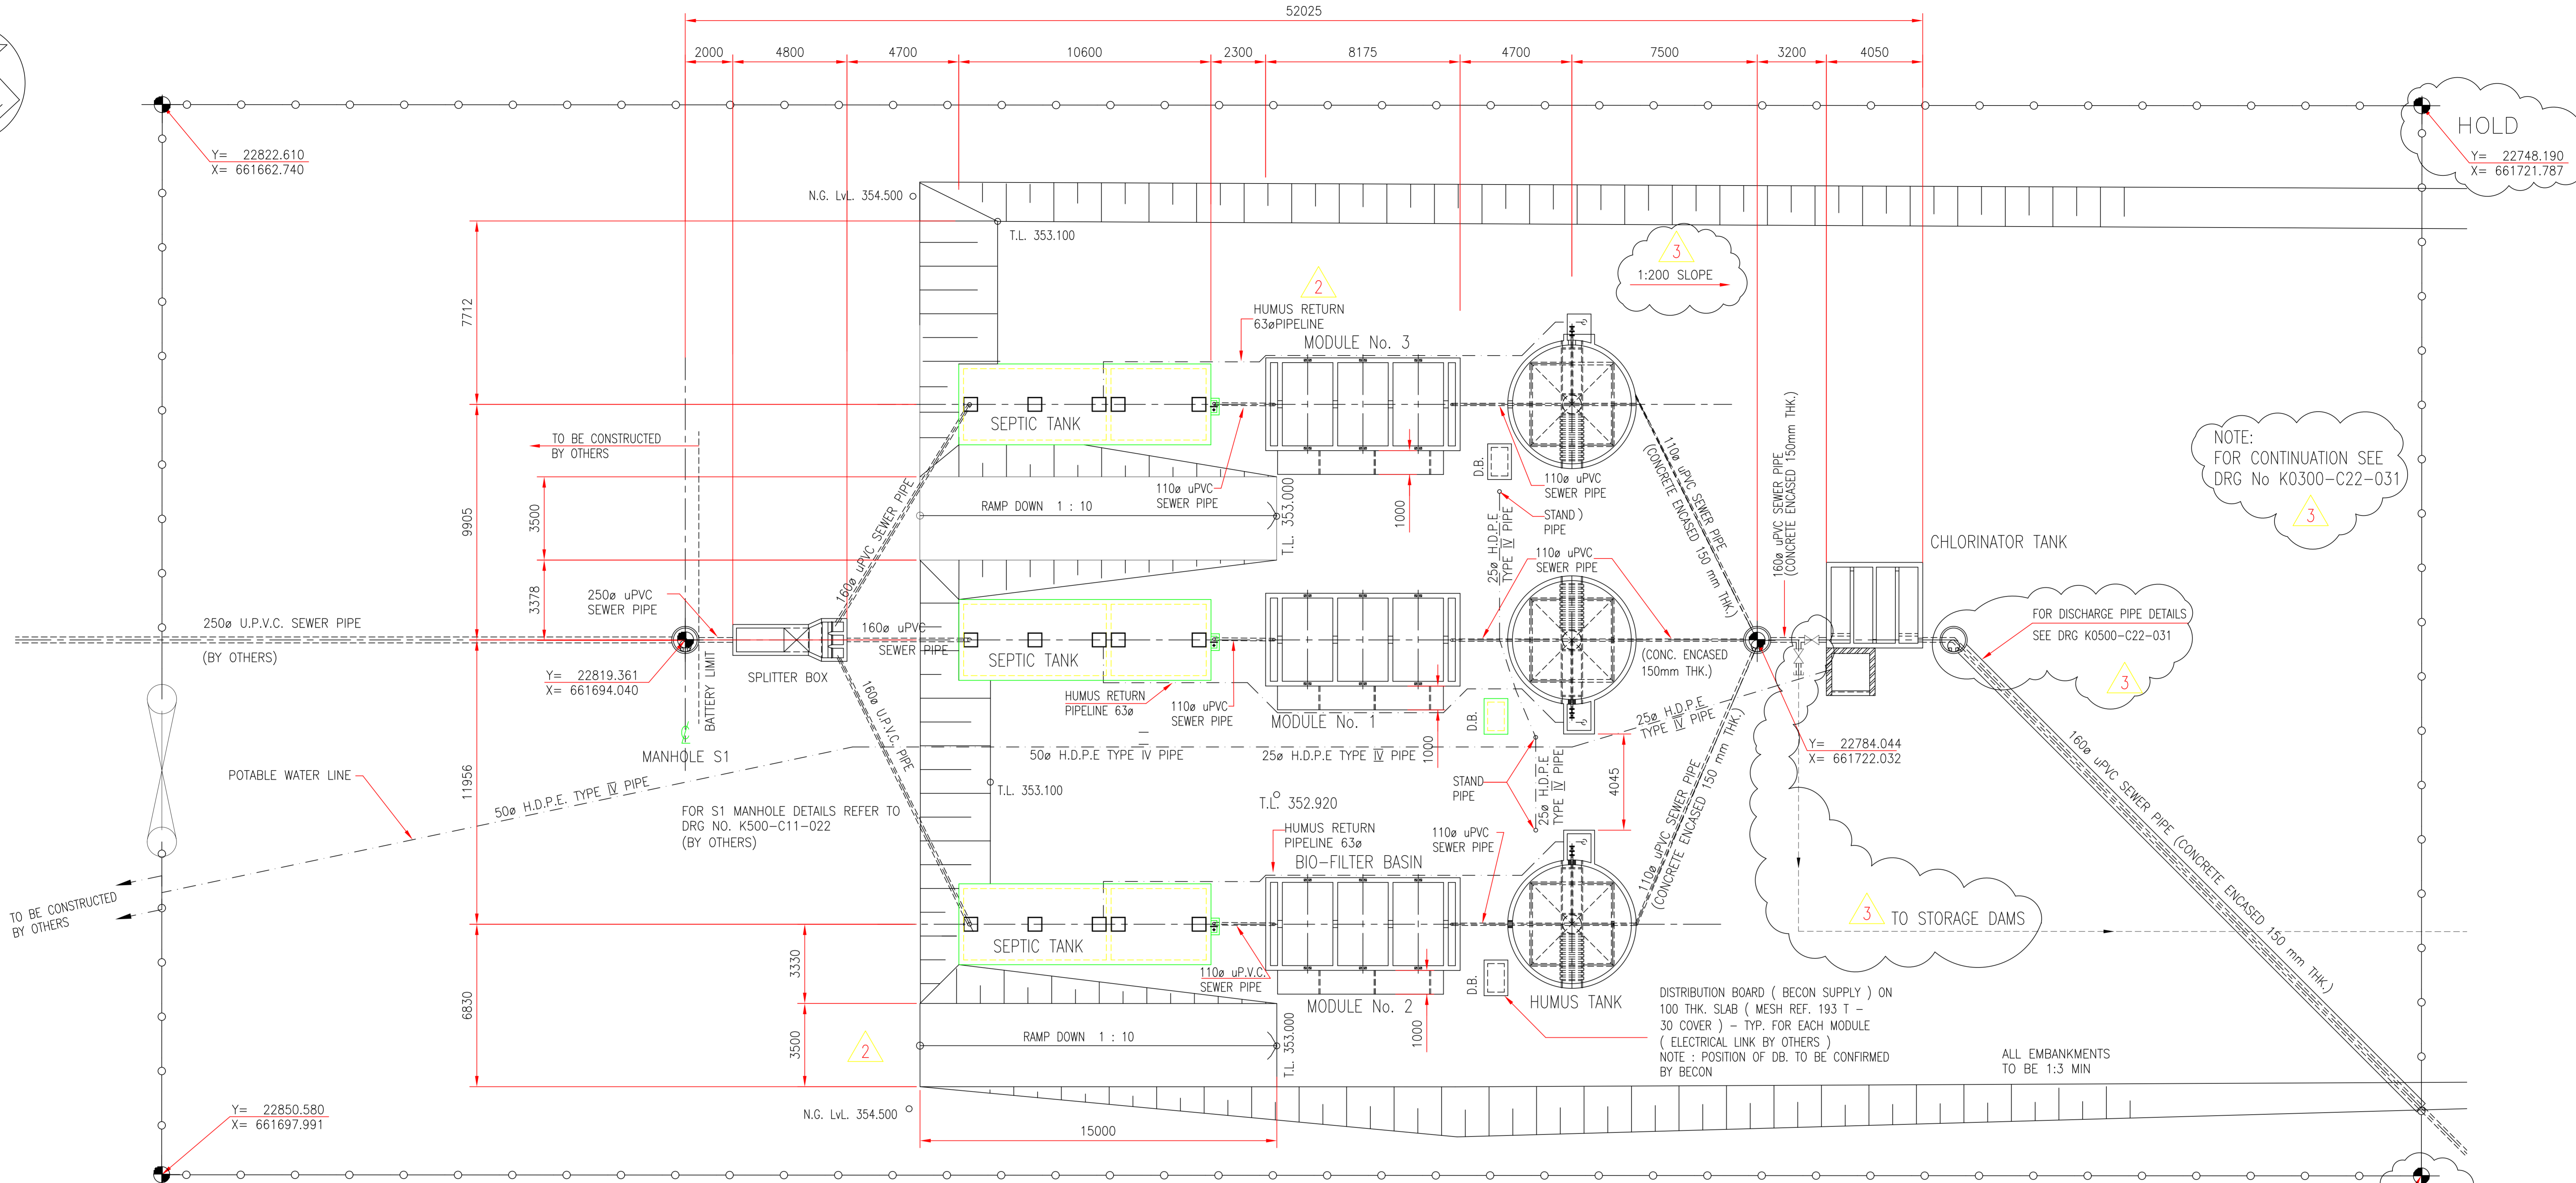 52025
2000
4800
4700
10600
2300
8175
4700
7500
3200
4050
Y= 22822.610
X= 661662.740
HOLD
Y= 22748.190
X= 661721.787
N.G. LvL. 354.500
T.L. 353.100
3
1:200 SLOPE
2
HUMUS RETURN
63øPIPELINE
MODULE No. 3
7712
SEPTIC TANK
TO BE CONSTRUCTED
BY OTHERS
110ø uPVC
SEWER PIPE
D.B.
110ø uPVC
SEWER PIPE
110ø uPVC SEWER PIPE
(CONCRETE ENCASED 150 mm THK.)
160ø uPVC SEWER PIPE
(CONCRETE ENCASED 150mm THK.)
NOTE:
FOR CONTINUATION SEE
DRG No K0300-C22-031
3
9905
3500
3378
RAMP DOWN 1 : 10
T.L. 353.000
1000
STAND)
PIPE
25ø H.D.P.E
TYPE IV PIPE
160ø uPVC SEWER PIPE
110ø uPVC
SEWER PIPE
CHLORINATOR TANK
250ø uPVC
SEWER PIPE
250ø U.P.V.C. SEWER PIPE
(BY OTHERS)
160ø uPVC
SEWER PIPE
SEPTIC TANK
FOR DISCHARGE PIPE DETAILS
SEE DRG K0500-C22-031
3
Y= 22819.361
X= 661694.040
BATTERY LIMIT
SPLITTER BOX
(CONC. ENCASED
150mm THK.)
HUMUS RETURN
PIPELINE 63ø
110ø uPVC
SEWER PIPE
MODULE No. 1
D.B.
1000
25ø H.D.P.E
TYPE IV PIPE
MANHOLE S1
160ø U.P.V.C. PIPE
50ø H.D.P.E TYPE IV PIPE
25ø H.D.P.E TYPE IV PIPE
Y= 22784.044
X= 661722.032
POTABLE WATER LINE
50ø H.D.P.E. TYPE IV PIPE
11956
T.L. 353.100
STAND
PIPE
25ø H.D.P.E
TYPE IV PIPE
4045
110ø uPVC SEWER PIPE
(CONCRETE ENCASED 150 mm THK.)
160ø uPVC SEWER PIPE (CONCRETE ENCASED 150 mm THK.)
FOR S1 MANHOLE DETAILS REFER TO
DRG NO. K500-C11-022
(BY OTHERS)
T.L. 352.920
HUMUS RETURN
PIPELINE 63ø
110ø uPVC
SEWER PIPE
BIO-FILTER BASIN
TO BE CONSTRUCTED
BY OTHERS
3 TO STORAGE DAMS
SEPTIC TANK
110ø uP.V.C.
SEWER PIPE
D.B.
MODULE No. 2
HUMUS TANK
3330
6830
3500
2
RAMP DOWN 1 : 10
T.L. 353.000
1000
DISTRIBUTION BOARD ( BECON SUPPLY ) ON
100 THK. SLAB ( MESH REF. 193 T -
30 COVER ) - TYP. FOR EACH MODULE
( ELECTRICAL LINK BY OTHERS )
NOTE : POSITION OF DB. TO BE CONFIRMED
BY BECON
ALL EMBANKMENTS
TO BE 1:3 MIN
Y= 22850.580
X= 661697.991
N.G. LvL. 354.500
15000